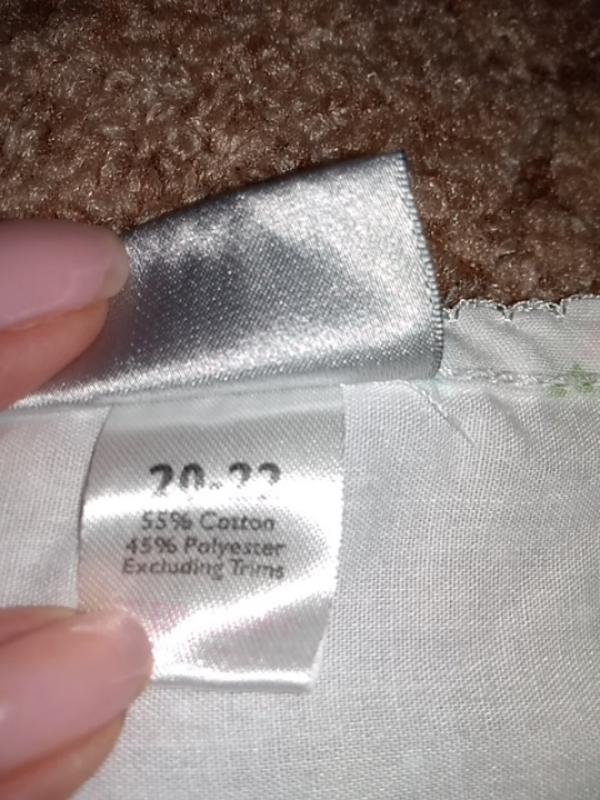 20-22
55% Cotton
45% Polyester
Excluding Trims